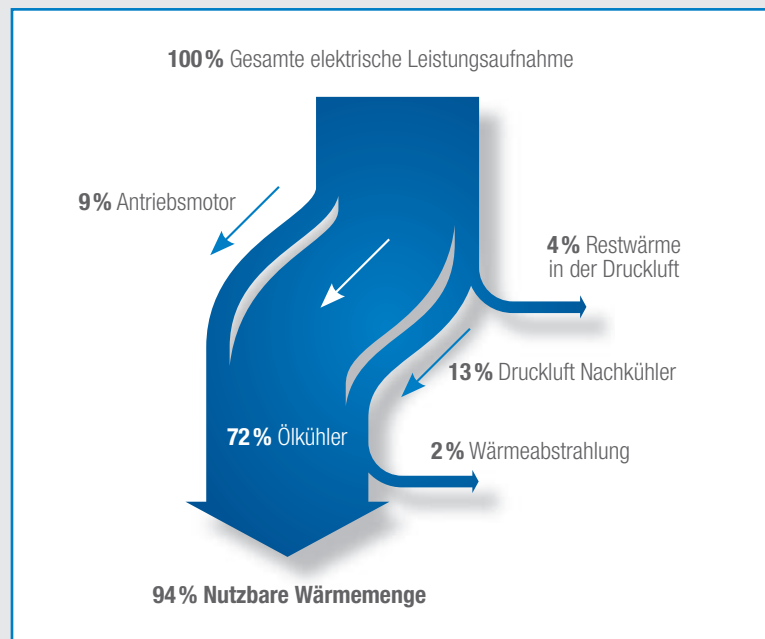 100 % Gesamte elektrische Leistungsaufnahme
9 % Antriebsmotor
4 % Restwärme
in der Druckluft
13 % Druckluft Nachkühler
72 % Ölkühler
2 % Wärmeabstrahlung
94 % Nutzbare Wärmemenge